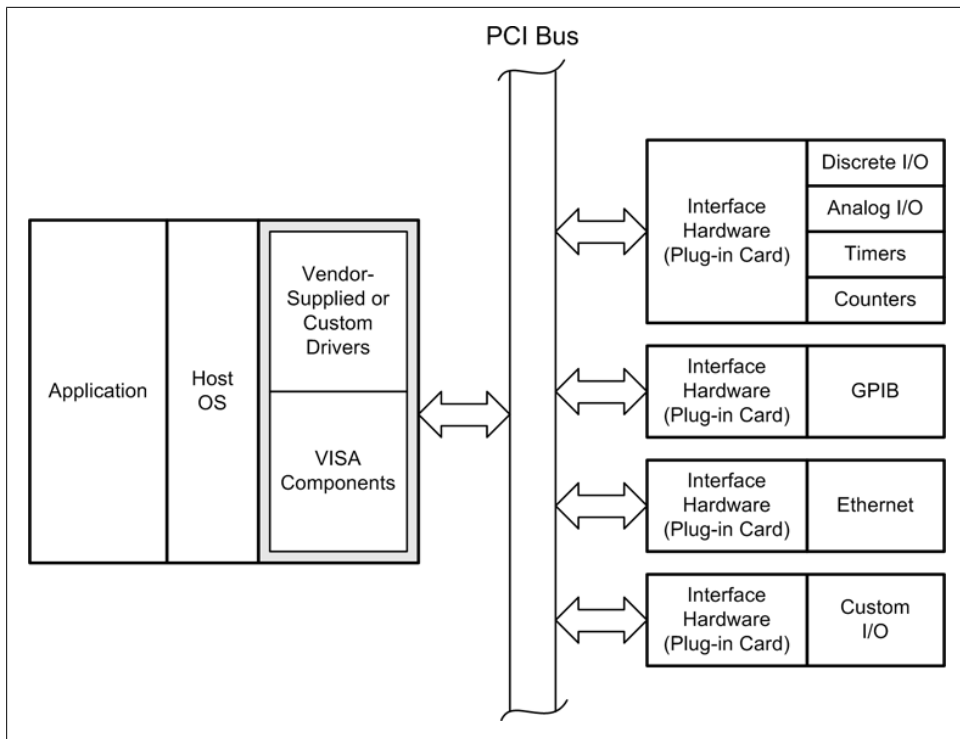 PCI Bus
Application
Host
OS
Vendor-
Supplied or
Custom
Drivers
VISA
Components
Interface
Hardware
(Plug-in Card)
Discrete I/O
Analog I/O
Timers
Counters
Interface
Hardware
(Plug-in Card)
GPIB
Interface
Hardware
(Plug-in Card)
Ethernet
Interface
Hardware
(Plug-in Card)
Custom
I/O